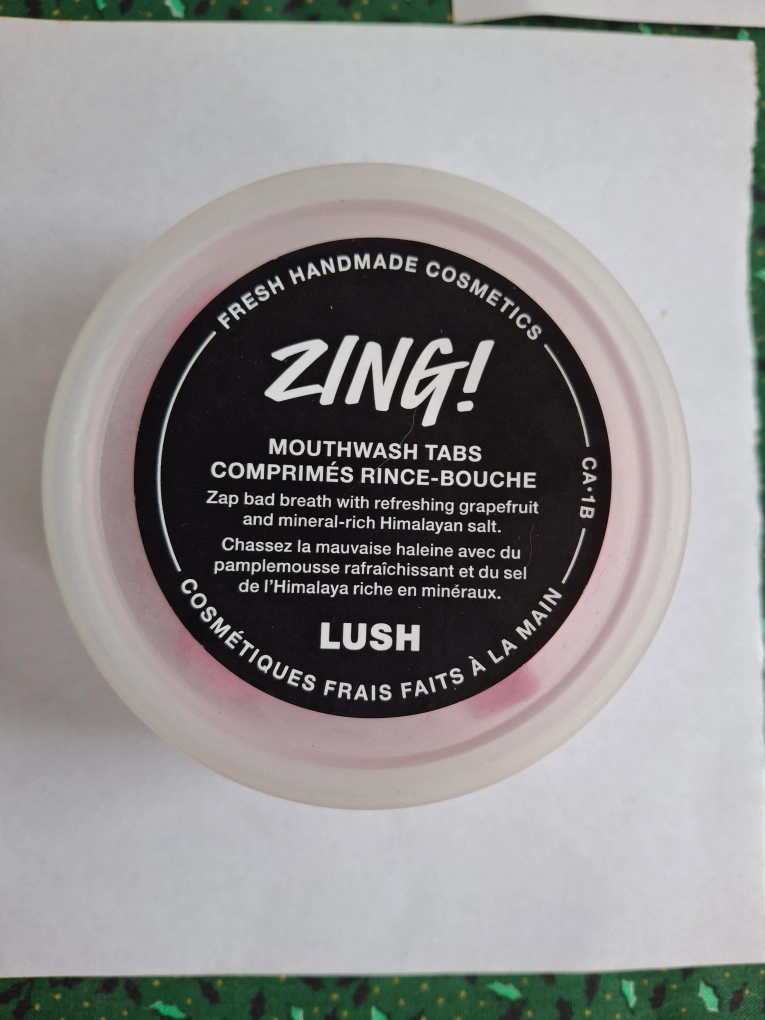 FRESH HANDMADE COSMETICS
ZING!
MOUTHWASH TABS
COMPRIMÉS RINCE-BOUCHE
Zap bad breath with refreshing grapefruit
and mineral-rich Himalayan salt.
Chassez la mauvaise haleine avec du
pamplemousse rafraîchissant et du sel
de l'Himalaya riche en minéraux.
LUSH
CA•1B
COSMÉTIQUES FRAIS FAITS À LA MAIN